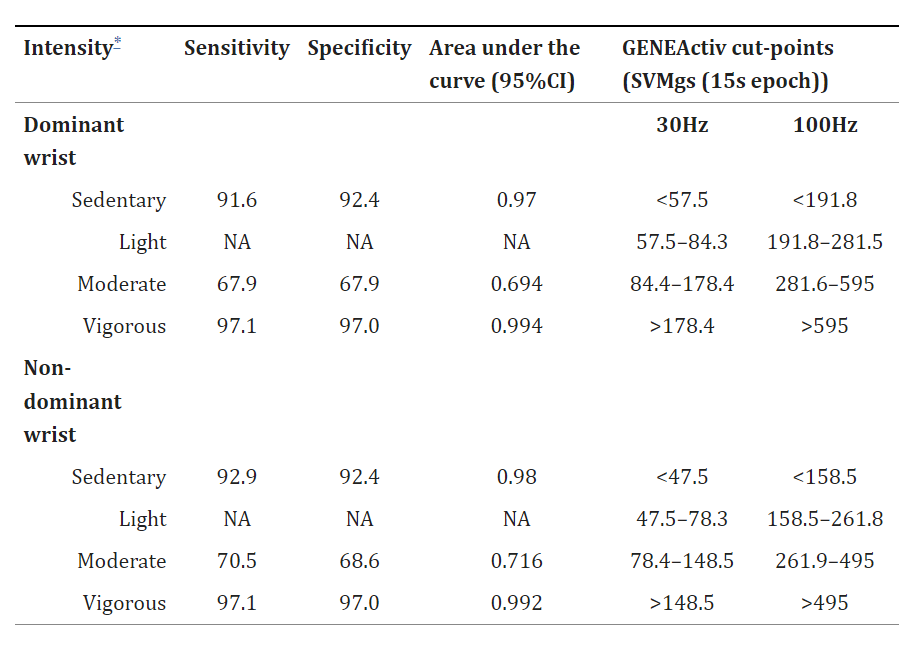 Intensity* Sensitivity Specificity Area under the GENEActiv cut-points
curve (95%CI) (SVMgs (15s epoch))
Dominant 30Hz 100Hz
wrist
Sedentary 91.6 92.4 0.97 <57.5 <191.8
Light NA NA NA 57.5–84.3 191.8–281.5
Moderate 67.9 67.9 0.694 84.4–178.4 281.6–595
Vigorous 97.1 97.0 0.994 >178.4 >595
Non-
dominant
wrist
Sedentary 92.9 92.4 0.98 <47.5 <158.5
Light NA NA NA 47.5–78.3 158.5–261.8
Moderate 70.5 68.6 0.716 78.4–148.5 261.9–495
Vigorous 97.1 97.0 0.992 >148.5 >495